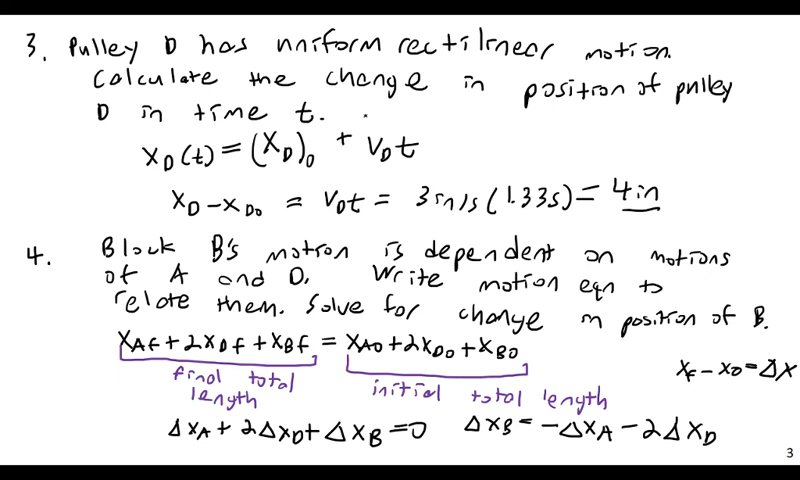 3. Pulley D has uniform rectilinear motion.
Calculate the change in position of pulley
D in time t.
X_D(t) = (X_D)_0 + V_D t
X_D - X_D0 = V_D t = 3 in/s (1.33s) = 4 in
4. Block B's motion is dependent on motions
of A and D. Write motion eqn to
relate them. Solve for change in position of B.
X_Af + 2X_Df + X_Bf = X_A0 + 2X_D0 + X_B0
X_f - X_0 = ΔX
final total length
initial total length
ΔX_A + 2ΔX_D + ΔX_B = 0 ΔX_B = -ΔX_A - 2ΔX_D
3